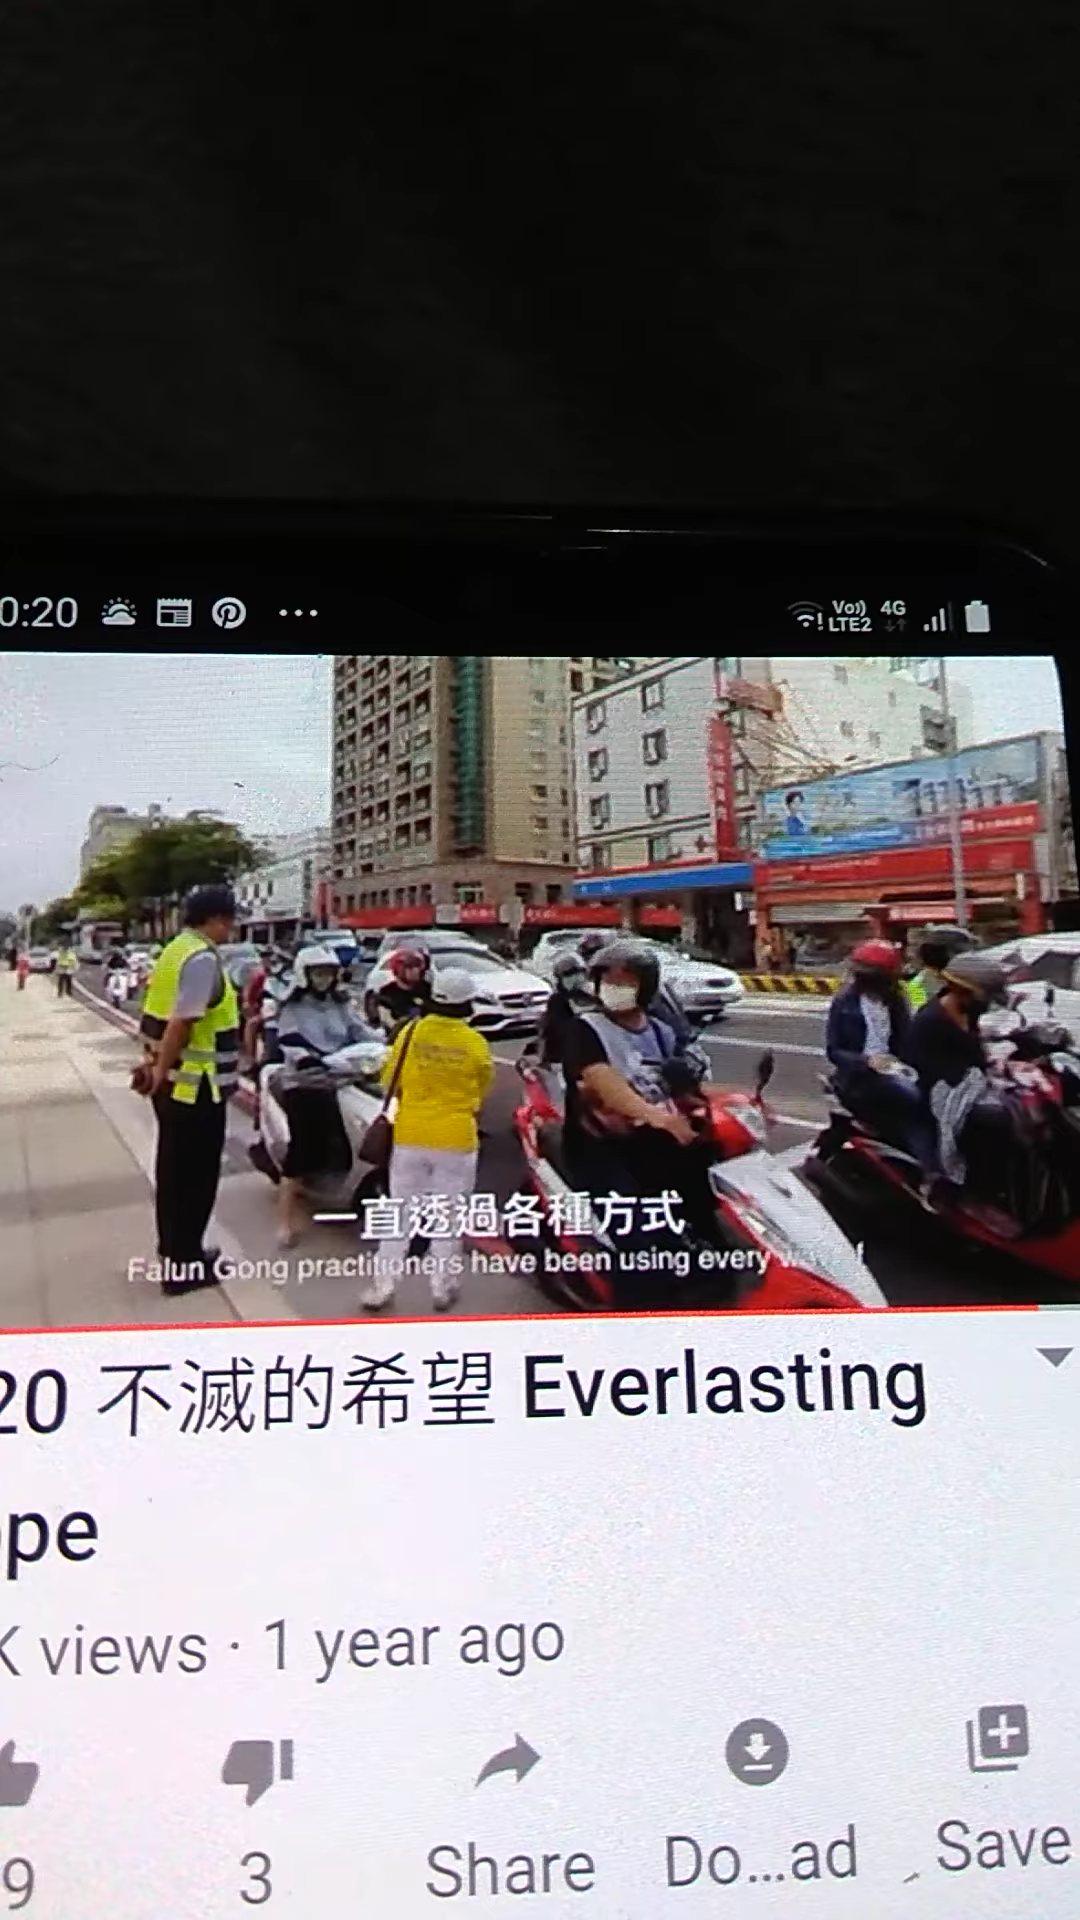 0:20
Vo)) 4G
LTE2
一直透過各種方式
Falun Gong practitioners have been using every
20 不滅的希望 Everlasting
ope
K views · 1 year ago
9
3
Share
Do...ad
Save